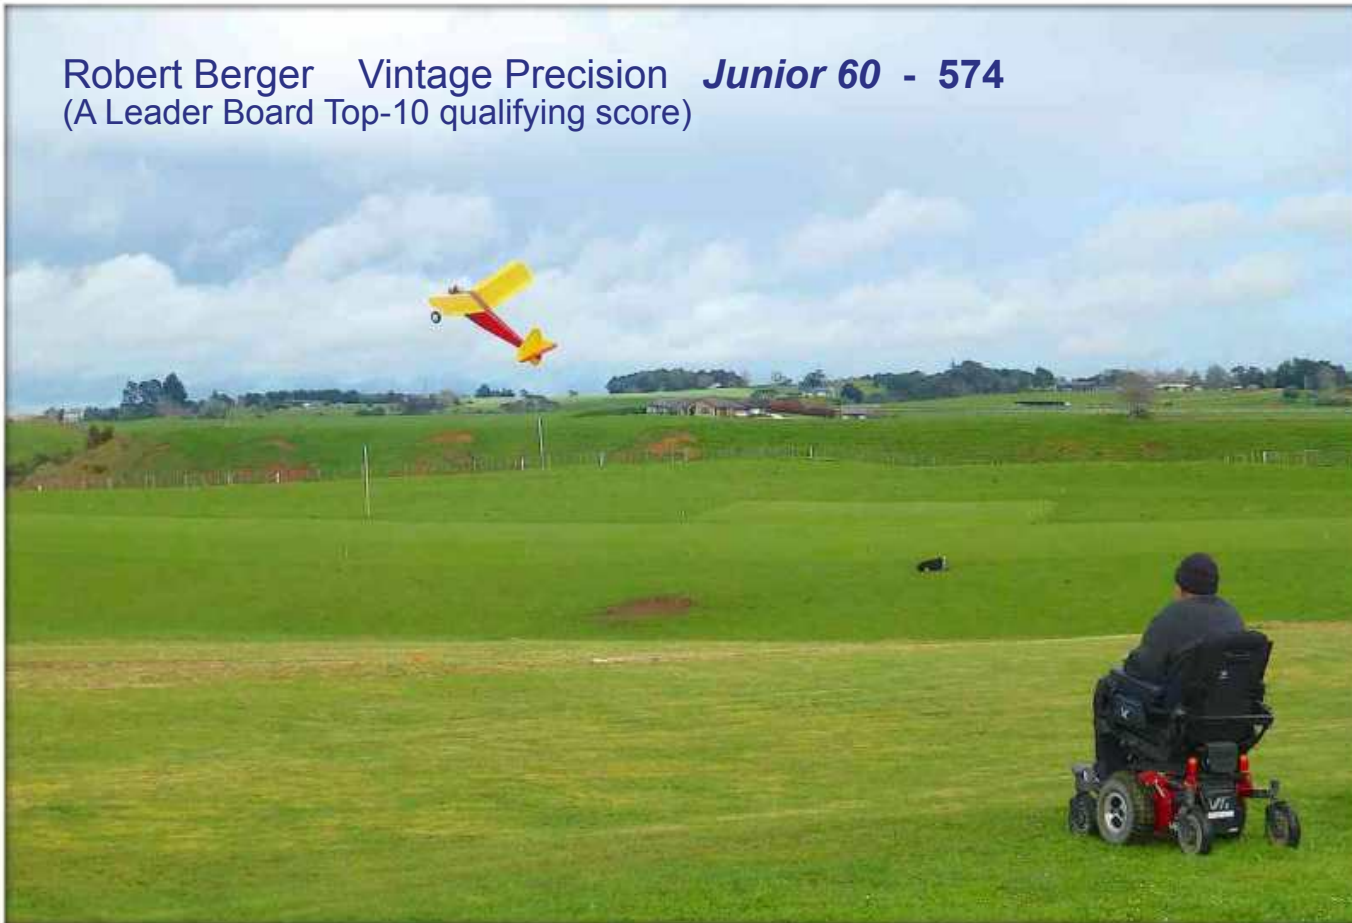 Robert Berger Vintage Precision Junior 60 - 574
(A Leader Board Top-10 qualifying score)